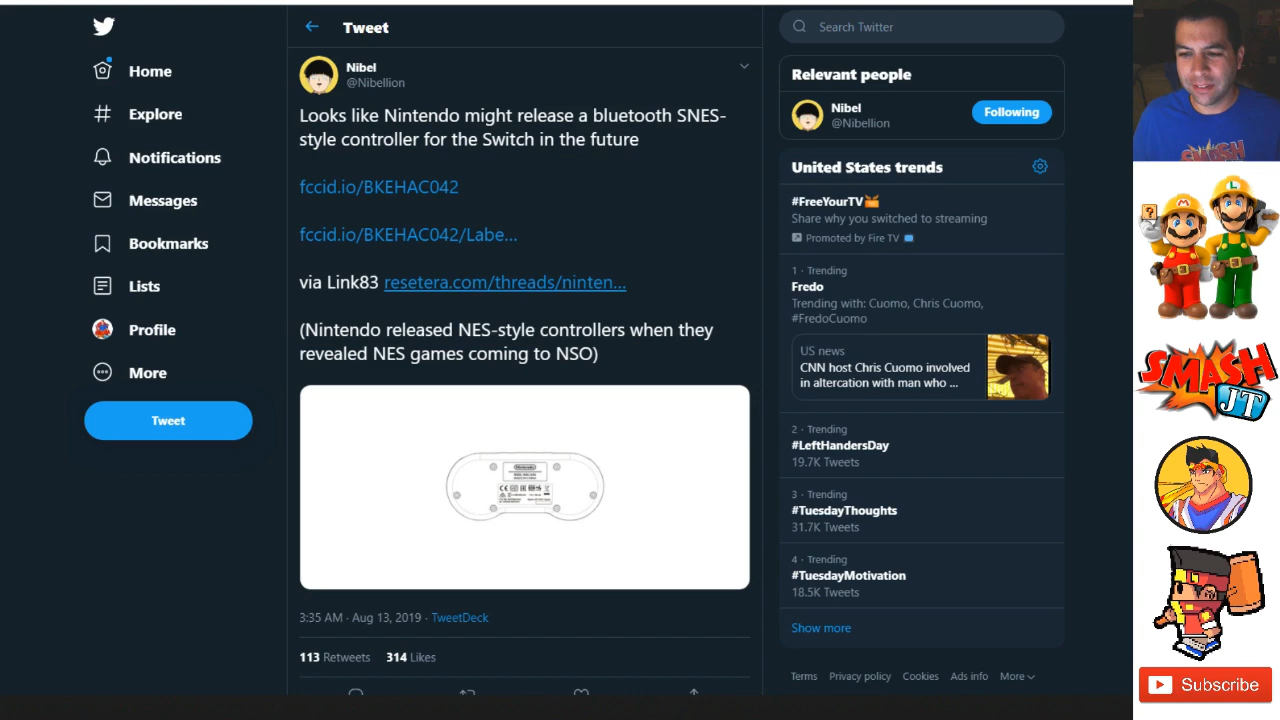 Home
Explore
Notifications
Messages
Bookmarks
Lists
Profile
More
Tweet
Tweet
Nibel
@Nibellion
Looks like Nintendo might release a bluetooth SNES-
style controller for the Switch in the future
fccid.io/BKEHAC042
fccid.io/BKEHAC042/Labe...
via Link83 resetera.com/threads/ninten...
(Nintendo released NES-style controllers when they
revealed NES games coming to NSO)
Nintendo
3:35 AM · Aug 13, 2019 · TweetDeck
113 Retweets 314 Likes
Search Twitter
Relevant people
Nibel
@Nibellion
Following
United States trends
#FreeYourTV
Share why you switched to streaming
Promoted by Fire TV
1 · Trending
Fredo
Trending with: Cuomo, Chris Cuomo,
#FredoCuomo
US news
CNN host Chris Cuomo involved
in altercation with man who ...
2 · Trending
#LeftHandersDay
19.7K Tweets
3 · Trending
#TuesdayThoughts
31.7K Tweets
4 · Trending
#TuesdayMotivation
18.5K Tweets
Show more
Terms Privacy policy Cookies Ads info More
SMASH
JT
Subscribe